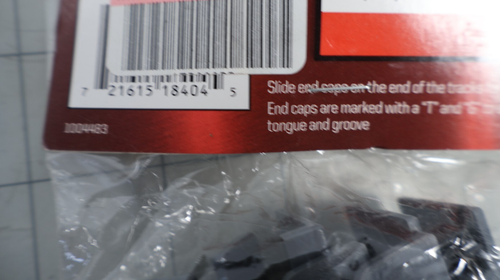 Slide end caps on the end of the track
End caps are marked with a "T" and "G"
tongue and groove
7 21615 18404 5
1004483